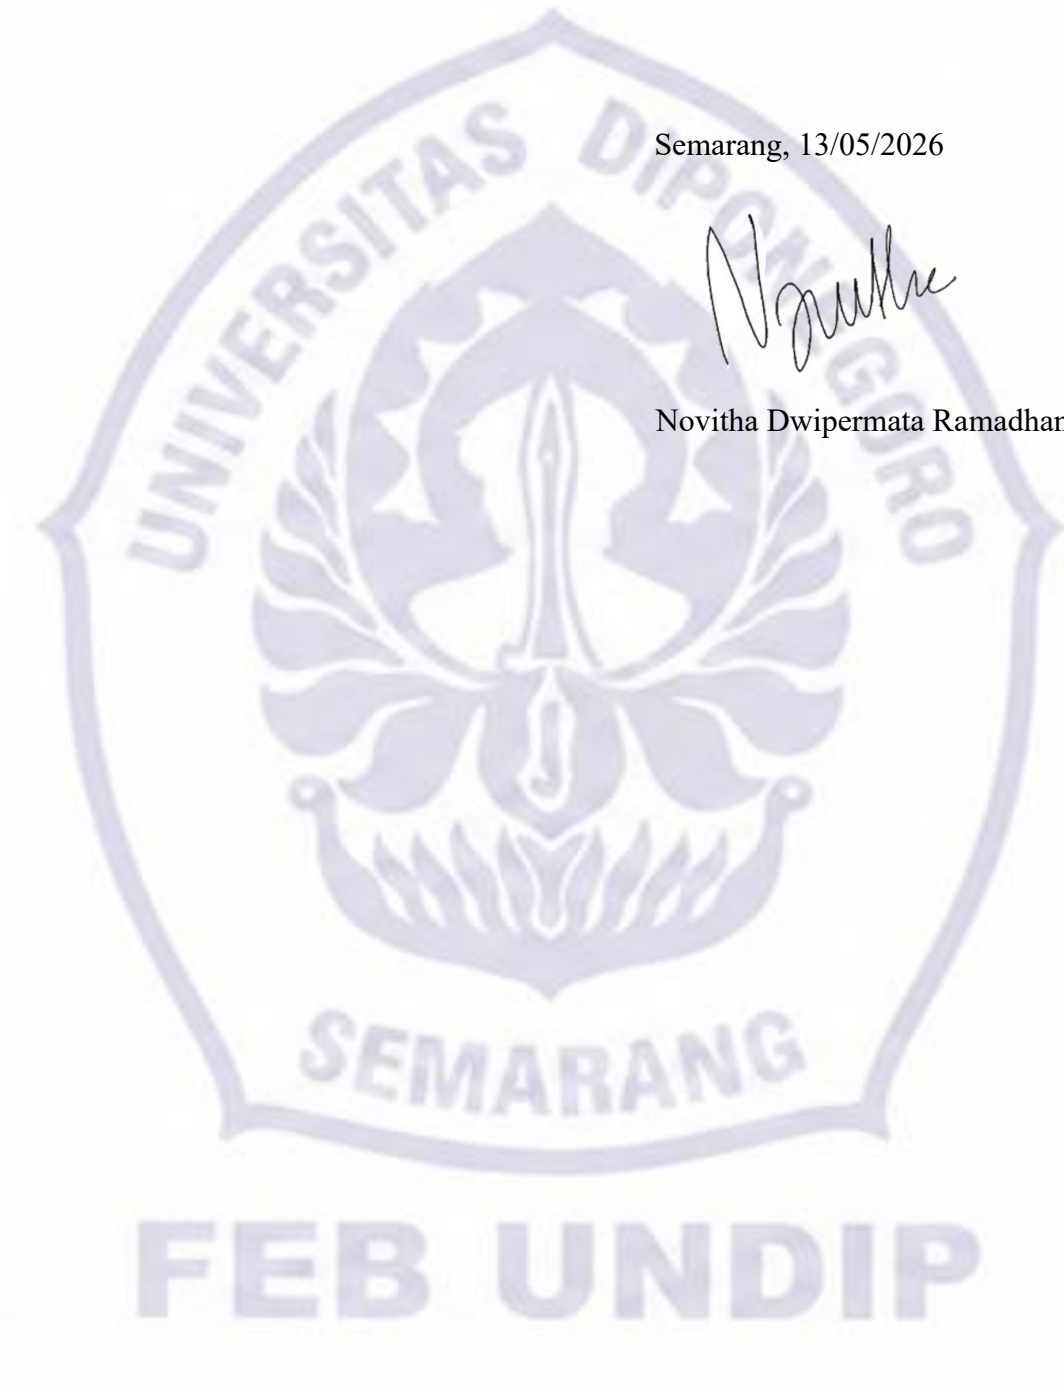 UNIVERSITAS DIPONEGORO
Semarang, 13/05/2026
Novitha Dwipermata Ramadhan
SEMARANG
FEB UNDIP